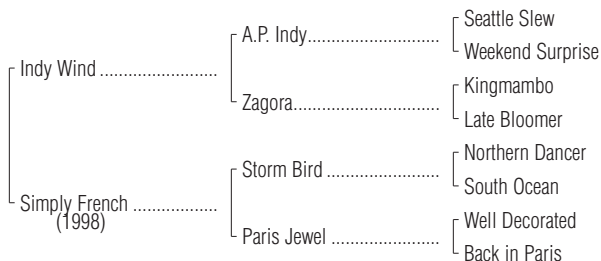 Seattle Slew
A.P. Indy........................................
Weekend Surprise
Indy Wind ....................................
Kingmambo
Zagora............................................
Late Bloomer
Northern Dancer
Storm Bird ...................................
South Ocean
Simply French ..........................
(1998)
Well Decorated
Paris Jewel .................................
Back in Paris